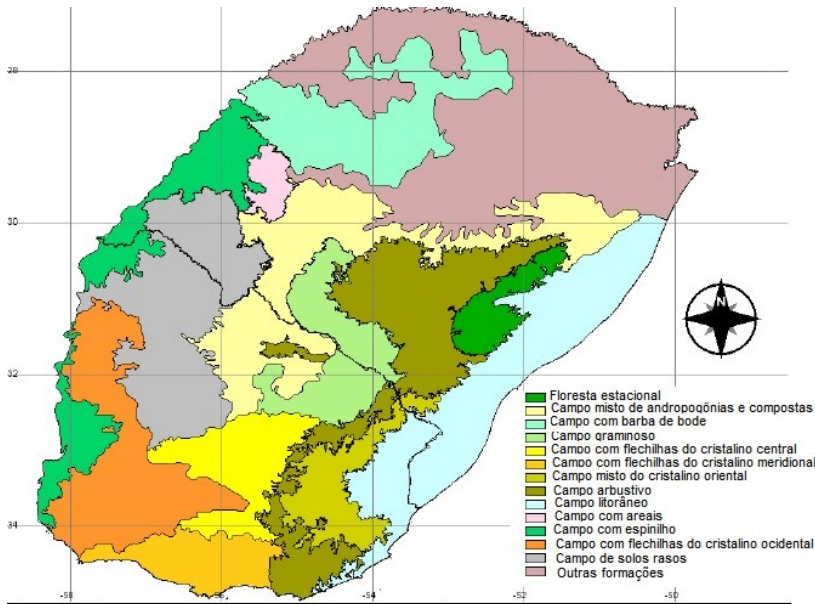 28
30
32
34
-58
-56
-54
-52
-50
N
Floresta estacional
Campo misto de andropogônias e compostas
Campo com barba de bode
Campo graminoso
Campo com flechilhas do cristalino central
Campo com flechilhas do cristalino meridional
Campo misto do cristalino oriental
Campo arbustivo
Campo litorâneo
Campo com areais
Campo com espinilho
Campo com flechilhas do cristalino ocidental
Campo de solos rasos
Outras formações